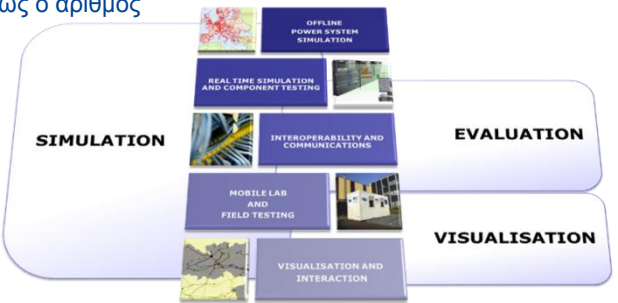 ως ο αριθμός
OFFLINE
POWER SYSTEM
SIMULATION
REAL TIME SIMULATION
AND COMPONENT TESTING
SIMULATION
INTEROPERABILITY AND
COMMUNICATIONS
EVALUATION
MOBILE LAB
AND
FIELD TESTING
VISUALISATION
VISUALISATION AND
INTERACTION